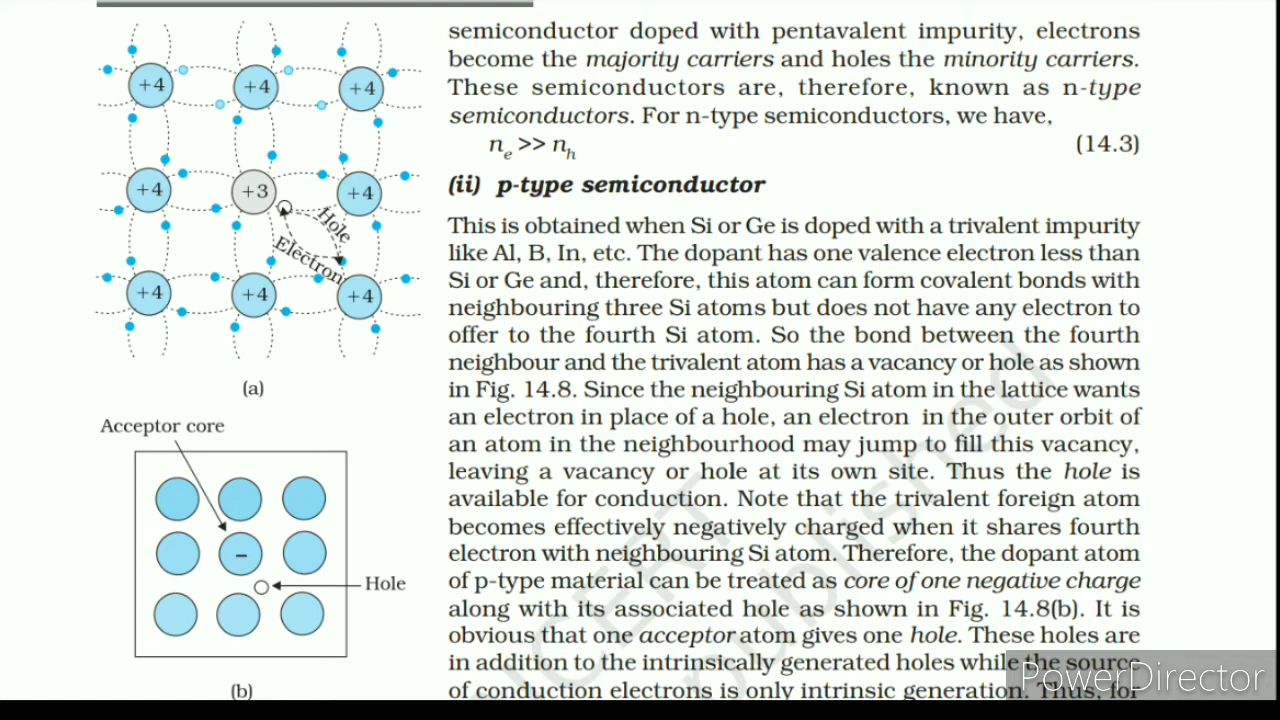 +4
+4
+4
+4
+3
+4
Hole
Electron
+4
+4
+4
(a)
Acceptor core
–
Hole
(b)
semiconductor doped with pentavalent impurity, electrons
become the majority carriers and holes the minority carriers.
These semiconductors are, therefore, known as n-type
semiconductors. For n-type semiconductors, we have,
ne >> nh (14.3)
(ii) p-type semiconductor
This is obtained when Si or Ge is doped with a trivalent impurity
like Al, B, In, etc. The dopant has one valence electron less than
Si or Ge and, therefore, this atom can form covalent bonds with
neighbouring three Si atoms but does not have any electron to
offer to the fourth Si atom. So the bond between the fourth
neighbour and the trivalent atom has a vacancy or hole as shown
in Fig. 14.8. Since the neighbouring Si atom in the lattice wants
an electron in place of a hole, an electron in the outer orbit of
an atom in the neighbourhood may jump to fill this vacancy,
leaving a vacancy or hole at its own site. Thus the hole is
available for conduction. Note that the trivalent foreign atom
becomes effectively negatively charged when it shares fourth
electron with neighbouring Si atom. Therefore, the dopant atom
of p-type material can be treated as core of one negative charge
along with its associated hole as shown in Fig. 14.8(b). It is
obvious that one acceptor atom gives one hole. These holes are
in addition to the intrinsically generated holes while the source
of conduction electrons is only intrinsic generation. Thus, for
PowerDirector